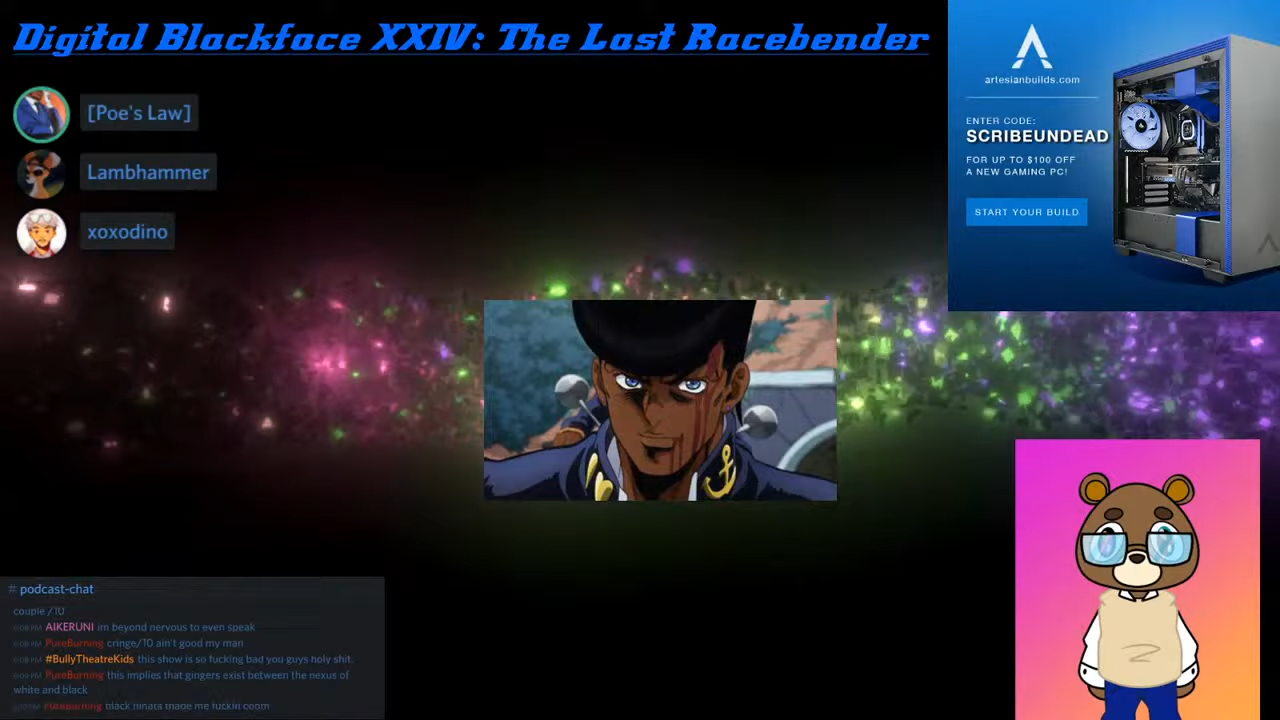 Digital Blackface XXIV: The Last Racebender
[Poe's Law]
Lambhammer
xoxodino
artesianbuilds.com
ENTER CODE:
SCRIBEUNDEAD
FOR UP TO $100 OFF
A NEW GAMING PC!
START YOUR BUILD
# podcast-chat
couple /10
AIKERUNI im beyond nervous to even speak
PureBurning cringe/10 ain't good my man
#BullyTheatreKids this show is so fucking bad you guys holy shit.
PureBurning this implies that gingers exist between the nexus of
white and black
PureBurning black ninjas made me fuckin coom